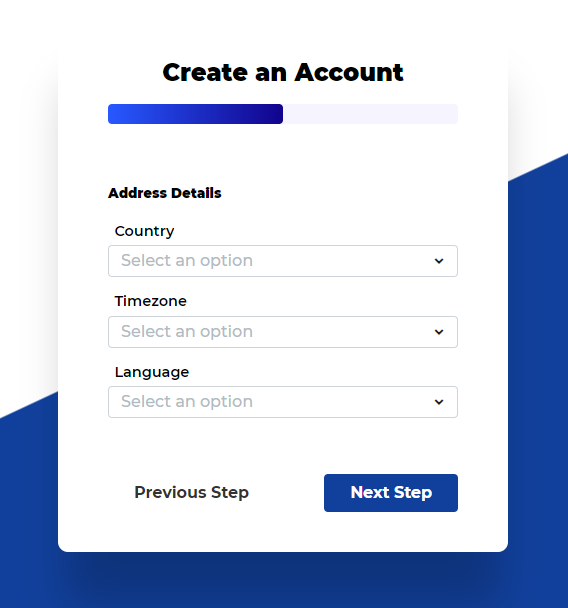 Create an Account
Address Details
Country
Select an option
Timezone
Select an option
Language
Select an option
Previous Step
Next Step